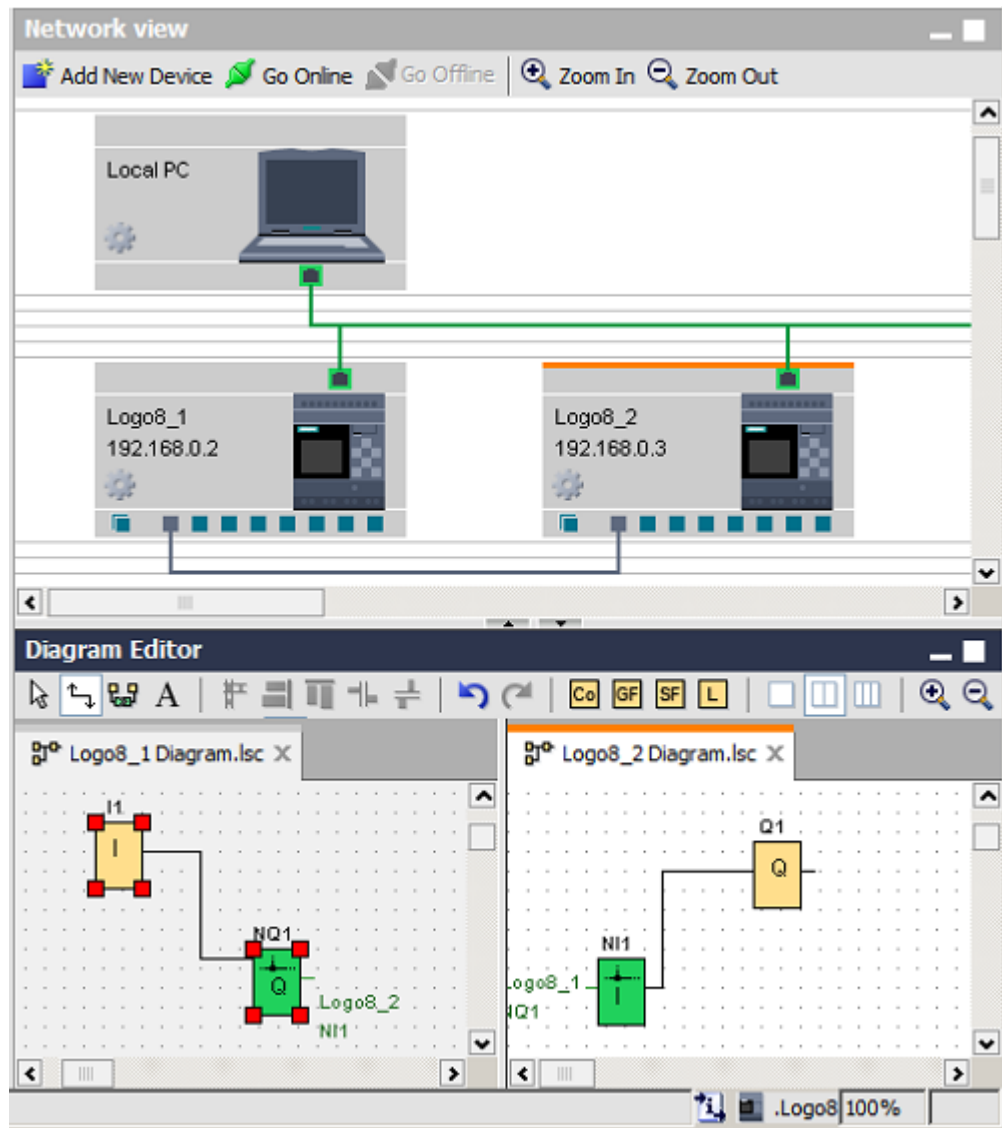 Network view
Add New Device Go Online Go Offline Zoom In Zoom Out
Local PC
Logo8_1
192.168.0.2
Logo8_2
192.168.0.3
Diagram Editor
A Co GF SF L
Logo8_1 Diagram.lsc
Logo8_2 Diagram.lsc
I1
I
NQ1
Q
Logo8_2
NI1
Q1
Q
NI1
I
ogo8_1
IQ1
.Logo8 100%